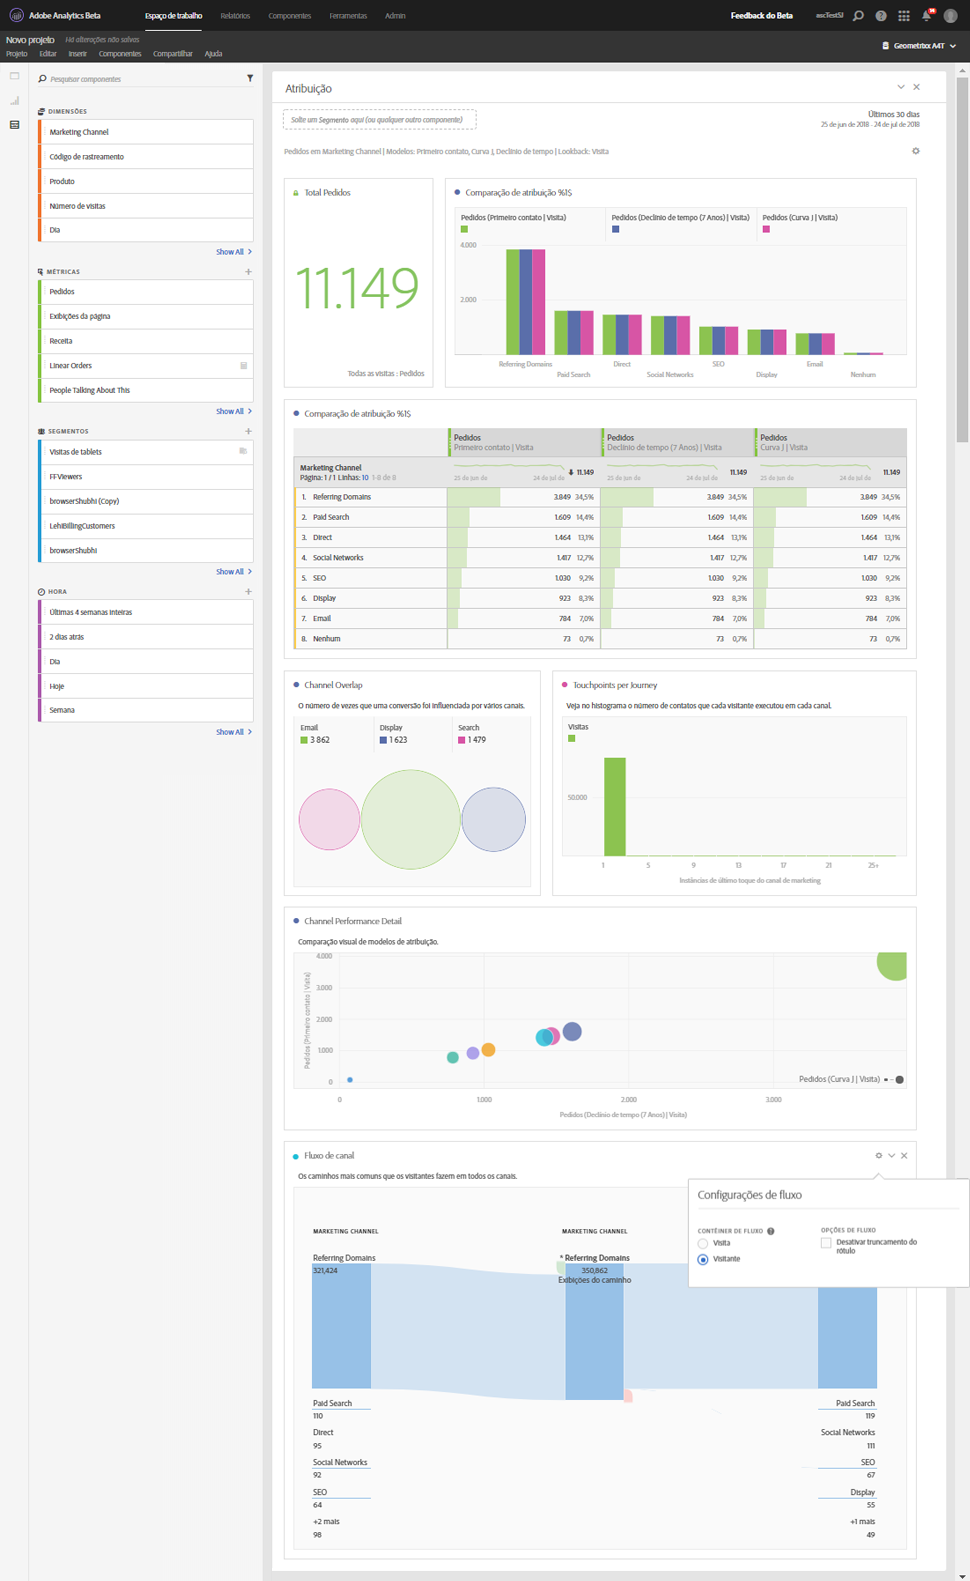 Adobe Analytics Beta
Espaço de trabalho
Relatórios
Componentes
Ferramentas
Admin
Feedback do Beta
Novo projeto
Há alterações não salvas
Projeto
Editar
Inserir
Componentes
Compartilhar
Ajuda
Geometrixx A4T
Pesquisar componentes
DIMENSÕES
Marketing Channel
Código de rastreamento
Produto
Número de visitas
Dia
Show All
MÉTRICAS
Pedidos
Exibições da página
Receita
Linear Orders
People Talking About This
Show All
SEGMENTOS
Visitas de tablets
FFViewers
browserShubhi (Copy)
LehiBillingCustomers
browserShubhi
Show All
HORA
Últimas 4 semanas inteiras
2 dias atrás
Dia
Hoje
Semana
Show All
Atribuição
Solte um Segmento aqui (ou qualquer outro componente)
Últimos 30 dias
25 de jun de 2018 - 24 de jul de 2018
Pedidos em Marketing Channel | Modelos: Primeiro contato, Curva J, Declínio de tempo | Lookback: Visita
Total Pedidos
11.149
Todas as visitas : Pedidos
Comparação de atribuição %1$
Pedidos (Primeiro contato | Visita)
Pedidos (Declínio de tempo (7 Anos) | Visita)
Pedidos (Curva J | Visita)
4.000
2.000
Referring Domains
Paid Search
Direct
Social Networks
SEO
Display
Email
Nenhum
Comparação de atribuição %1$
Pedidos Primeiro contato | Visita
Pedidos Declínio de tempo (7 Anos) | Visita
Pedidos Curva J | Visita
Marketing Channel
Página: 1 / 1 Linhas: 10 1-8 de 8
25 de jun de 24 de jul de 11.149
25 de jun de 24 de jul de 11.149
25 de jun de 24 de jul de 11.149
1. Referring Domains 3.849 34,5% 3.849 34,5% 3.849 34,5%
2. Paid Search 1.609 14,4% 1.609 14,4% 1.609 14,4%
3. Direct 1.464 13,1% 1.464 13,1% 1.464 13,1%
4. Social Networks 1.417 12,7% 1.417 12,7% 1.417 12,7%
5. SEO 1.030 9,2% 1.030 9,2% 1.030 9,2%
6. Display 923 8,3% 923 8,3% 923 8,3%
7. Email 784 7,0% 784 7,0% 784 7,0%
8. Nenhum 73 0,7% 73 0,7% 73 0,7%
Channel Overlap
O número de vezes que uma conversão foi influenciada por vários canais.
Email
3 862
Display
1 623
Search
1 479
Touchpoints per Journey
Veja no histograma o número de contatos que cada visitante executou em cada canal.
Visitas
50.000
1 5 9 13 17 21 25+
Instâncias de último toque do canal de marketing
Channel Performance Detail
Comparação visual de modelos de atribuição.
Pedidos (Primeiro contato | Visita)
4.000
3.000
2.000
1.000
0
Pedidos (Curva J | Visita)
0 1.000 2.000 3.000
Pedidos (Declínio de tempo (7 Anos) | Visita)
Fluxo de canal
Os caminhos mais comuns que os visitantes fazem em todos os canais.
Configurações de fluxo
CONTÊINER DE FLUXO
Visita
Visitante
OPÇÕES DE FLUXO
Desativar truncamento do
rótulo
MARKETING CHANNEL
MARKETING CHANNEL
Referring Domains
321,424
* Referring Domains
350,862
Exibições do caminho
Paid Search
110
Direct
95
Social Networks
92
SEO
64
+2 mais
98
Paid Search
119
Social Networks
111
SEO
67
Display
55
+1 mais
49